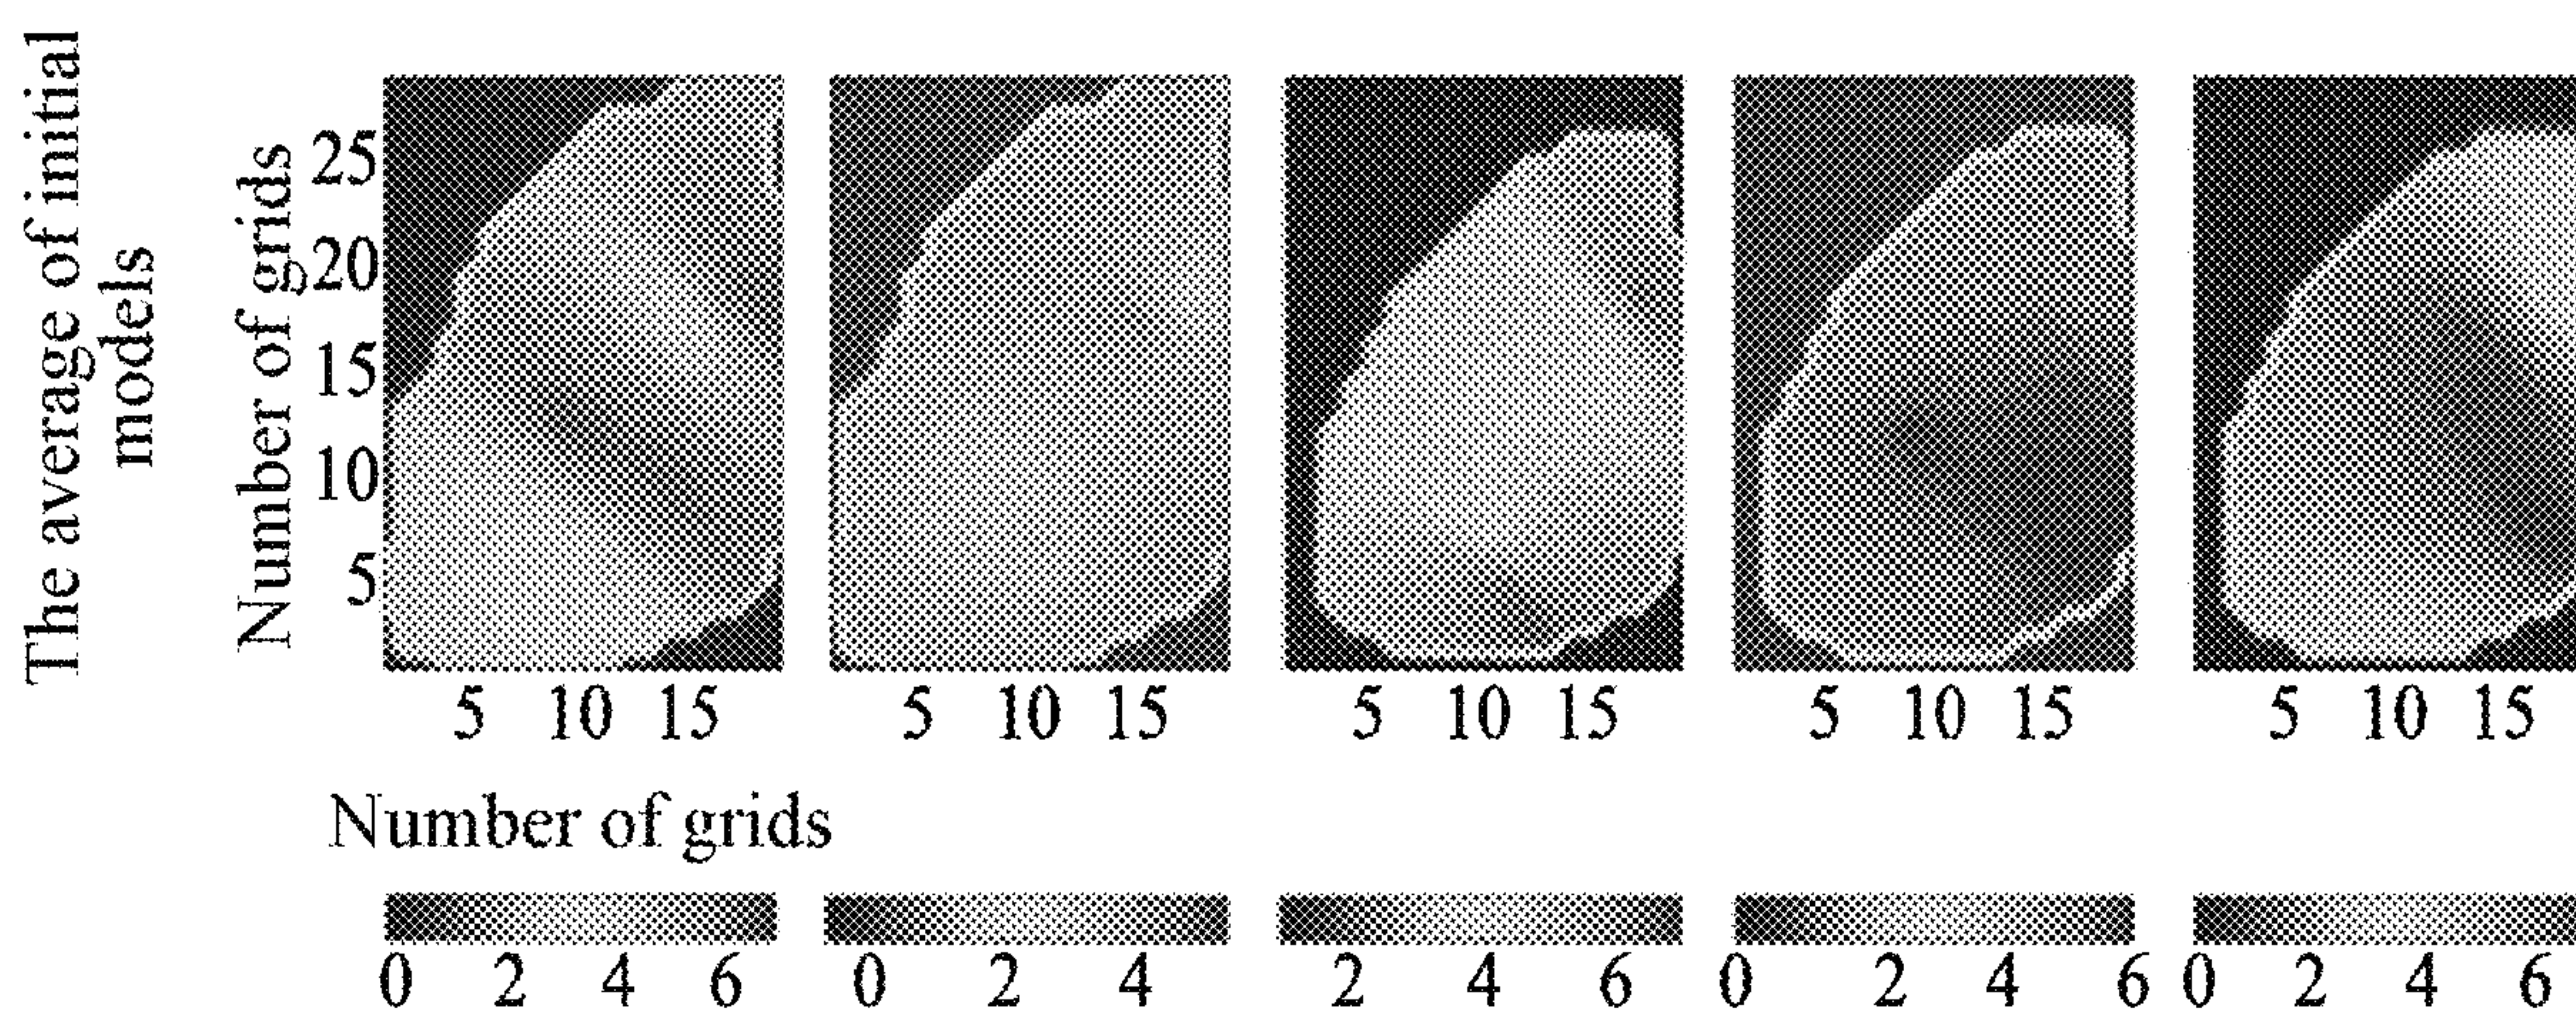 The average of initial
models
Number of grids
25
20
15
10
5
5 10 15 5 10 15 5 10 15 5 10 15 5 10 15
Number of grids
0 2 4 6 0 2 4 2 4 6 0 2 4 6 0 2 4 6